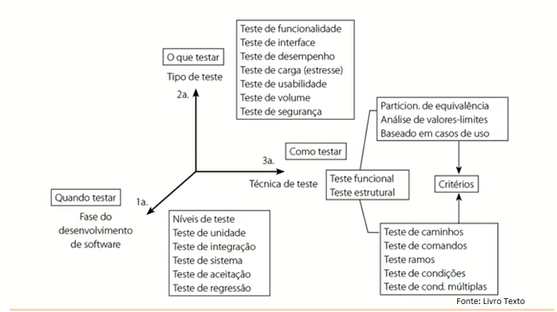 O que testar
Tipo de teste
2a.
Teste de funcionalidade
Teste de interface
Teste de desempenho
Teste de carga (estresse)
Teste de usabilidade
Teste de volume
Teste de segurança
Como testar
3a.
Técnica de teste
Teste funcional
Teste estrutural
Particion. de equivalência
Análise de valores-limites
Baseado em casos de uso
Critérios
Teste de caminhos
Teste de comandos
Teste ramos
Teste de condições
Teste de cond. múltiplas
Quando testar
1a.
Fase do
desenvolvimento
de software
Níveis de teste
Teste de unidade
Teste de integração
Teste de sistema
Teste de aceitação
Teste de regressão
Fonte: Livro Texto